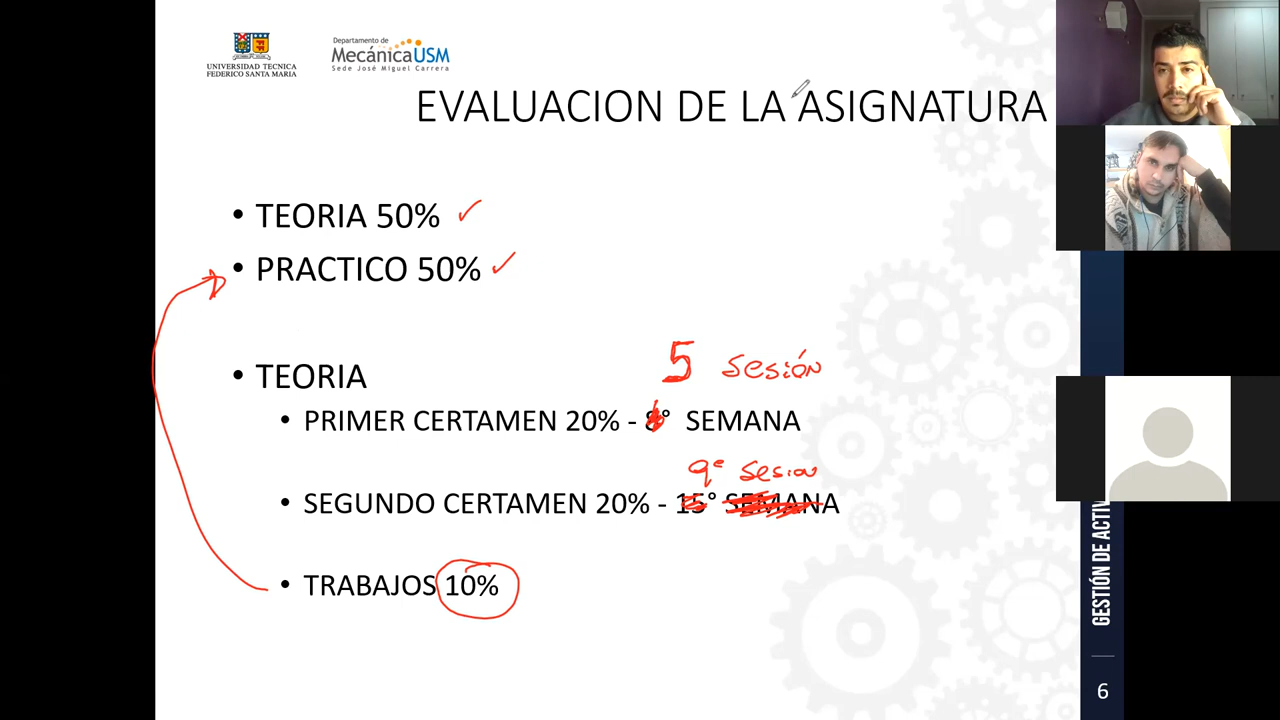 UNIVERSIDAD TECNICA
FEDERICO SANTA MARIA
Departamento de
MecánicaUSM
Sede José Miguel Carrera
EVALUACION DE LA ASIGNATURA
• TEORIA 50%
• PRACTICO 50%
• TEORIA
5 sesión
• PRIMER CERTAMEN 20% - 8° SEMANA
9° sesion
• SEGUNDO CERTAMEN 20% - 15° SEMANA
• TRABAJOS 10%
GESTIÓN DE ACTIV
6